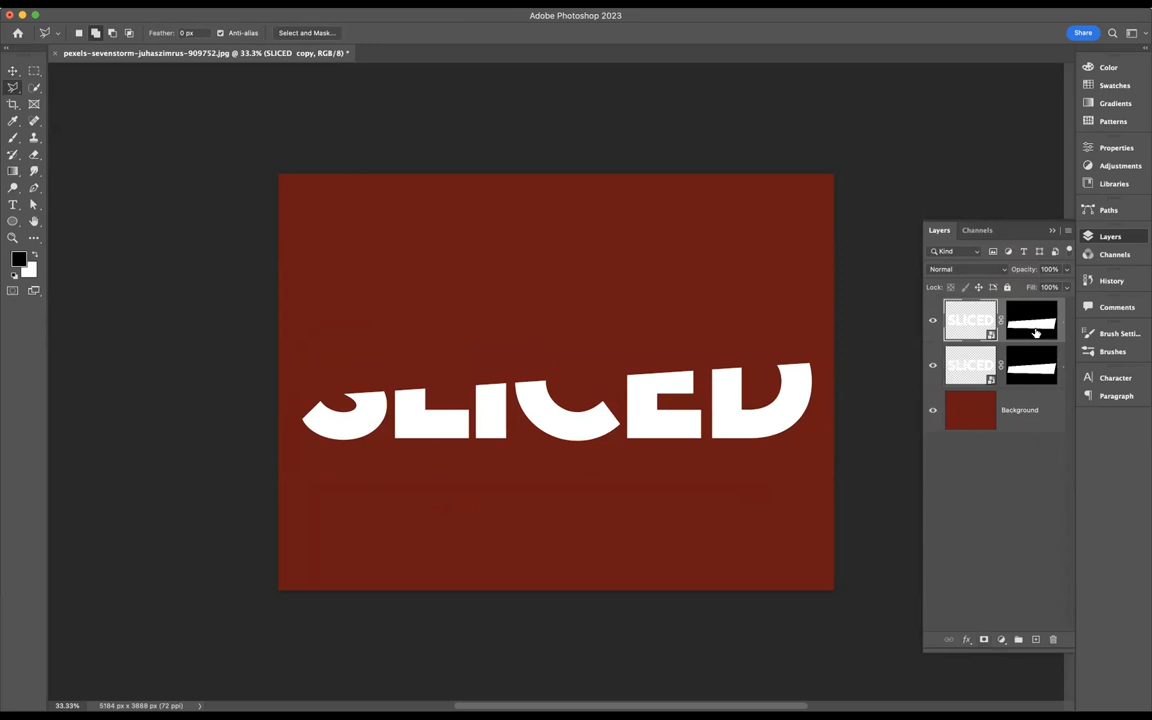 Adobe Photoshop 2023
Feather: 0 px
Anti-alias
Select and Mask...
Share
× pexels-sevenstorm-juhaszimrus-909752.jpg @ 33.3% (SLICED copy, RGB/8) *
Color
Swatches
Gradients
Patterns
Properties
Adjustments
Libraries
Paths
Layers
Channels
History
Comments
Brush Setti...
Brushes
Character
Paragraph
Layers
Channels
Kind
Normal
Opacity: 100%
Lock:
Fill: 100%
SLICED
SLICED
Background
SLICED
33.33%
5184 px x 3888 px (72 ppi)